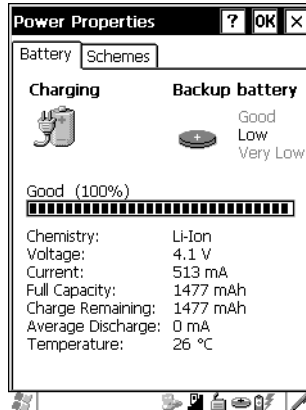 Power Properties ? OK ×
Battery Schemes
Charging Backup battery
Good
Low
Very Low
Good (100%)
Chemistry: Li-Ion
Voltage: 4.1 V
Current: 513 mA
Full Capacity: 1477 mAh
Charge Remaining: 1477 mAh
Average Discharge: 0 mA
Temperature: 26 °C